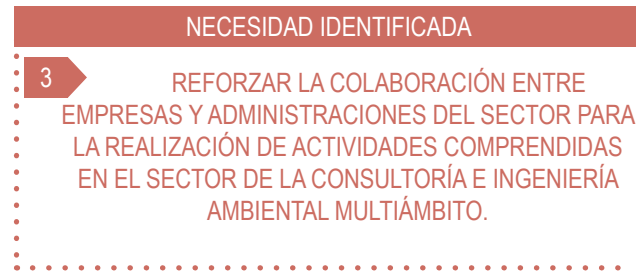 NECESIDAD IDENTIFICADA
3
REFORZAR LA COLABORACIÓN ENTRE
EMPRESAS Y ADMINISTRACIONES DEL SECTOR PARA
LA REALIZACIÓN DE ACTIVIDADES COMPRENDIDAS
EN EL SECTOR DE LA CONSULTORÍA E INGENIERÍA
AMBIENTAL MULTIÁMBITO.